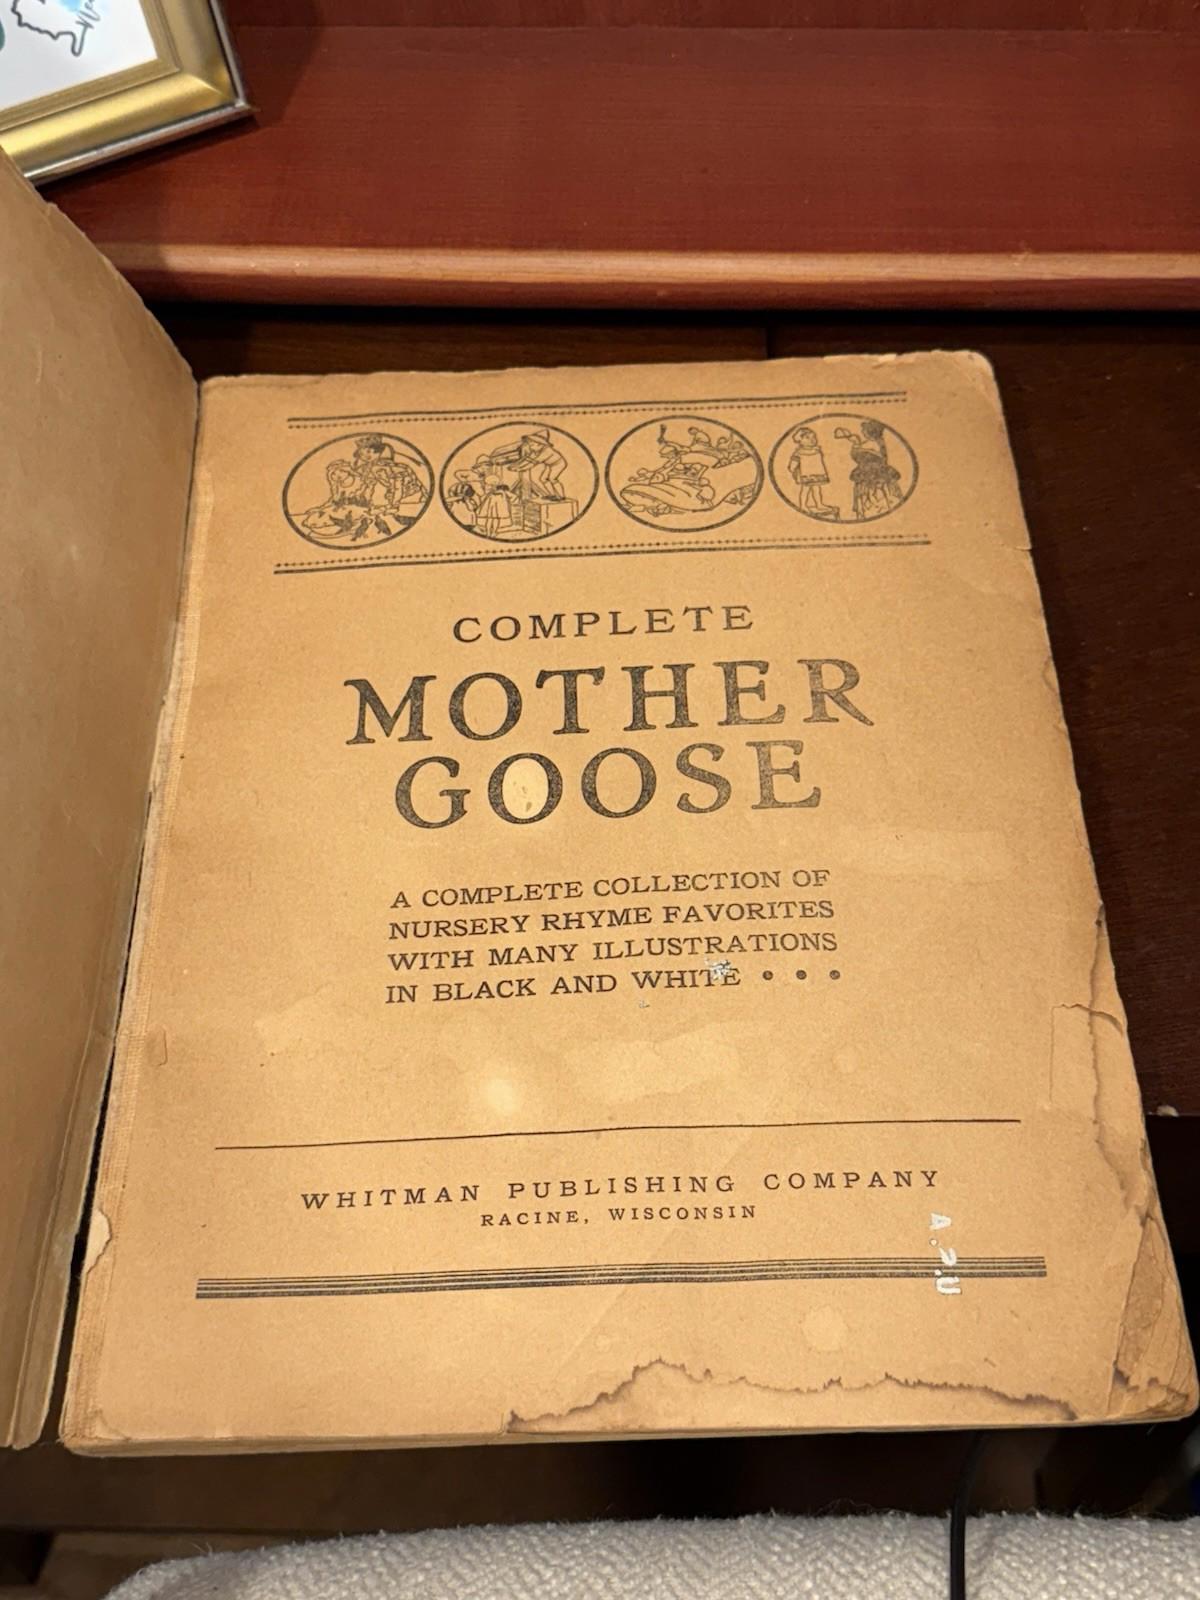 COMPLETE
MOTHER
GOOSE
A COMPLETE COLLECTION OF
NURSERY RHYME FAVORITES
WITH MANY ILLUSTRATIONS
IN BLACK AND WHITE • • •
WHITMAN PUBLISHING COMPANY
RACINE, WISCONSIN